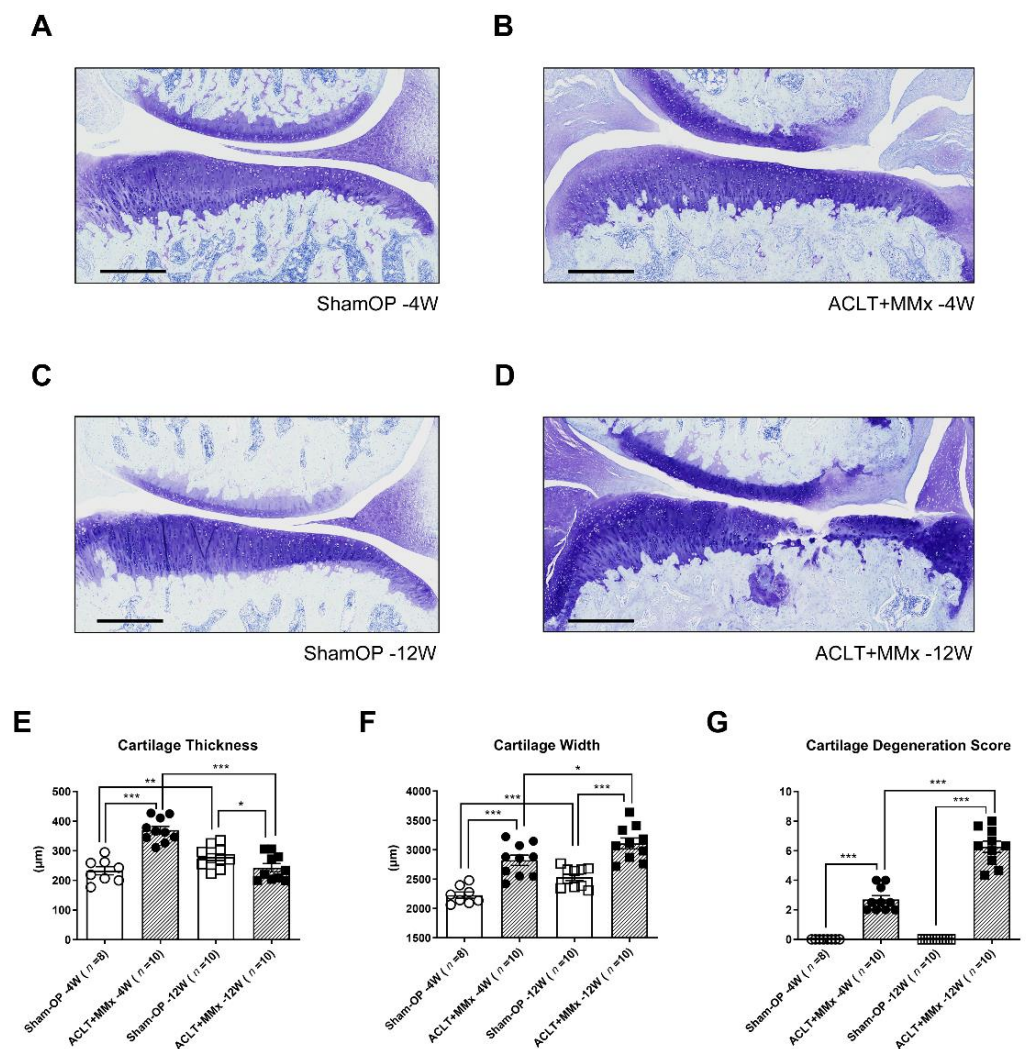 A
B
ShamOP -4W
ACLT+MMx -4W
C
D
ShamOP -12W
ACLT+MMx -12W
E
F
G
Cartilage Thickness
Cartilage Width
Cartilage Degeneration Score
(μm)
500
400
300
200
100
0
***
**
***
*
Sham-OP -4W ( n =8)
ACLT+MMx -4W ( n =10)
Sham-OP -12W ( n =10)
ACLT+MMx -12W ( n =10)
(μm)
4000
3500
3000
2500
2000
1500
*
***
***
***
Sham-OP -4W ( n =8)
ACLT+MMx -4W ( n =10)
Sham-OP -12W ( n =10)
ACLT+MMx -12W ( n =10)
10
8
6
4
2
0
***
***
***
Sham-OP -4W ( n =8)
ACLT+MMx -4W ( n =10)
Sham-OP -12W ( n =10)
ACLT+MMx -12W ( n =10)